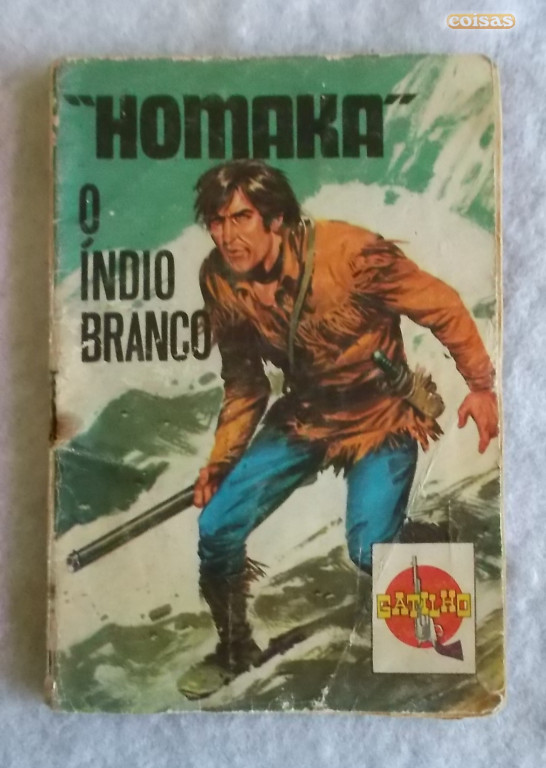 coisas
"HOMAKA"
O
ÍNDIO
BRANCO
GATILHO